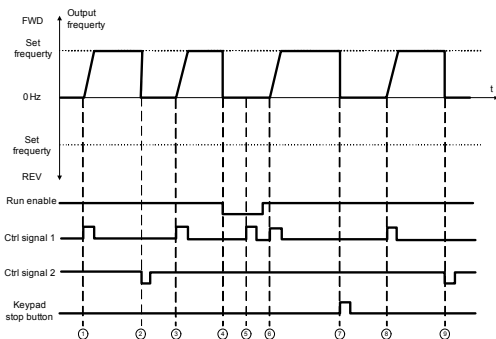 FWD
Output
frequerty
Set
frequerty
0 Hz
t
Set
frequerty
REV
Run enable
Ctrl signal 1
Ctrl signal 2
Keypad
stop button
1 2 3 4 5 6 7 8 9